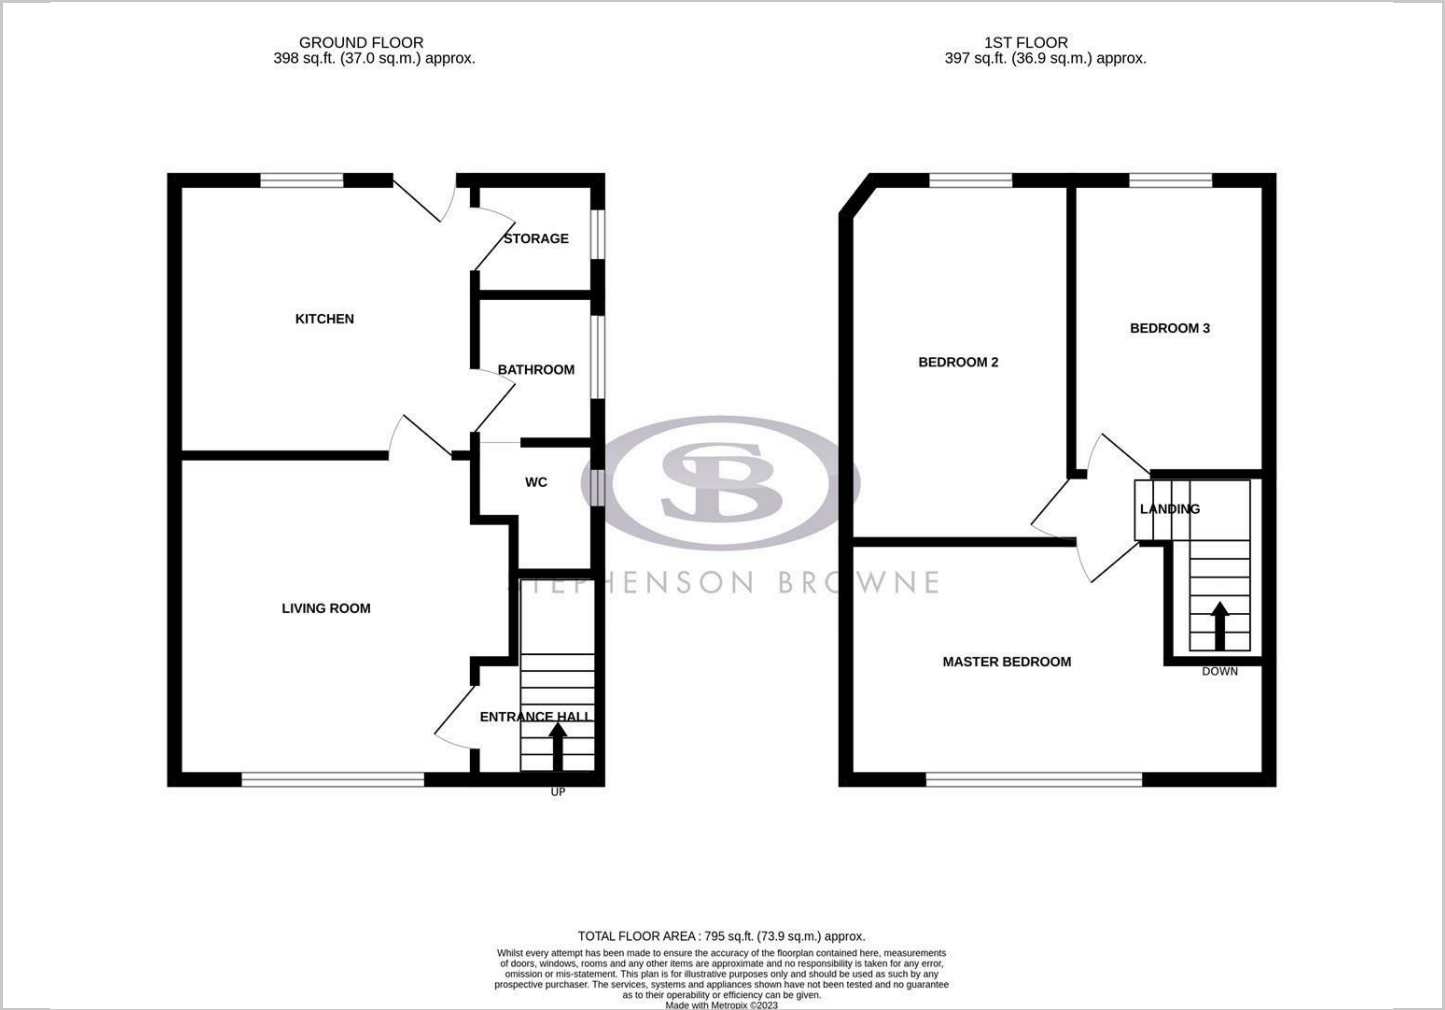 GROUND FLOOR
398 sq.ft. (37.0 sq.m.) approx.
1ST FLOOR
397 sq.ft. (36.9 sq.m.) approx.
STORAGE
KITCHEN
BATHROOM
WC
LIVING ROOM
ENTRANCE HALL
UP
BEDROOM 3
BEDROOM 2
LANDING
MASTER BEDROOM
DOWN
SB
STEPHENSON BROWNE
TOTAL FLOOR AREA : 795 sq.ft. (73.9 sq.m.) approx.
Whilst every attempt has been made to ensure the accuracy of the floorplan contained here, measurements
of doors, windows, rooms and any other items are approximate and no responsibility is taken for any error,
omission or mis-statement. This plan is for illustrative purposes only and should be used as such by any
prospective purchaser. The services, systems and appliances shown have not been tested and no guarantee
as to their operability or efficiency can be given.
Made with Metropix ©2023